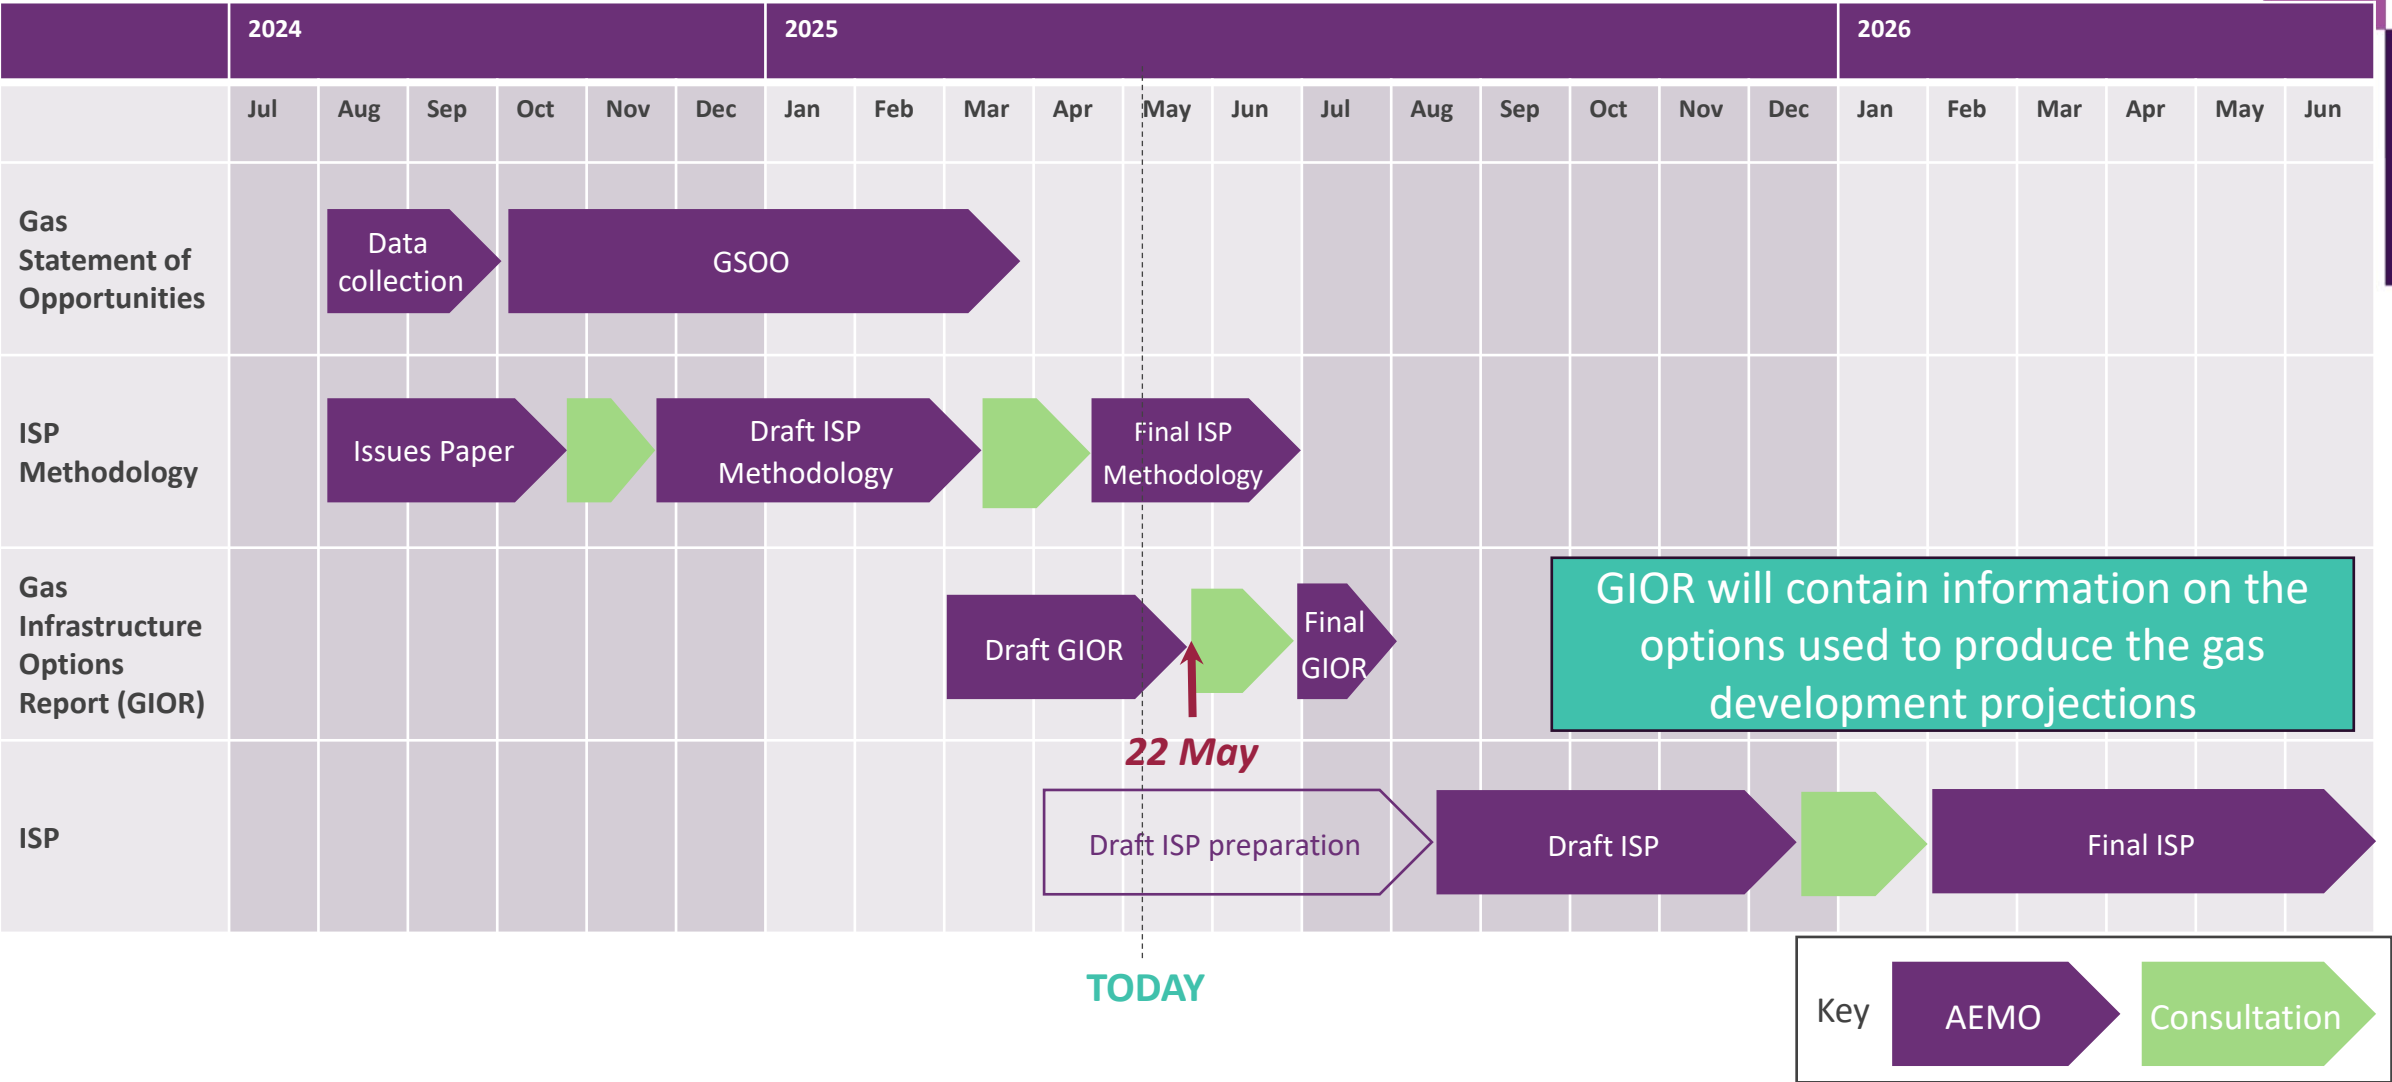 2024
2025
2026
Jul
Aug
Sep
Oct
Nov
Dec
Jan
Feb
Mar
Apr
May
Jun
Jul
Aug
Sep
Oct
Nov
Dec
Jan
Feb
Mar
Apr
May
Jun
Gas
Statement of
Opportunities
Data
collection
GSOO
ISP
Methodology
Issues Paper
Draft ISP
Methodology
Final ISP
Methodology
Gas
Infrastructure
Options
Report (GIOR)
Draft GIOR
Final
GIOR
GIOR will contain information on the
options used to produce the gas
development projections
22 May
ISP
Draft ISP preparation
Draft ISP
Final ISP
TODAY
Key
AEMO
Consultation